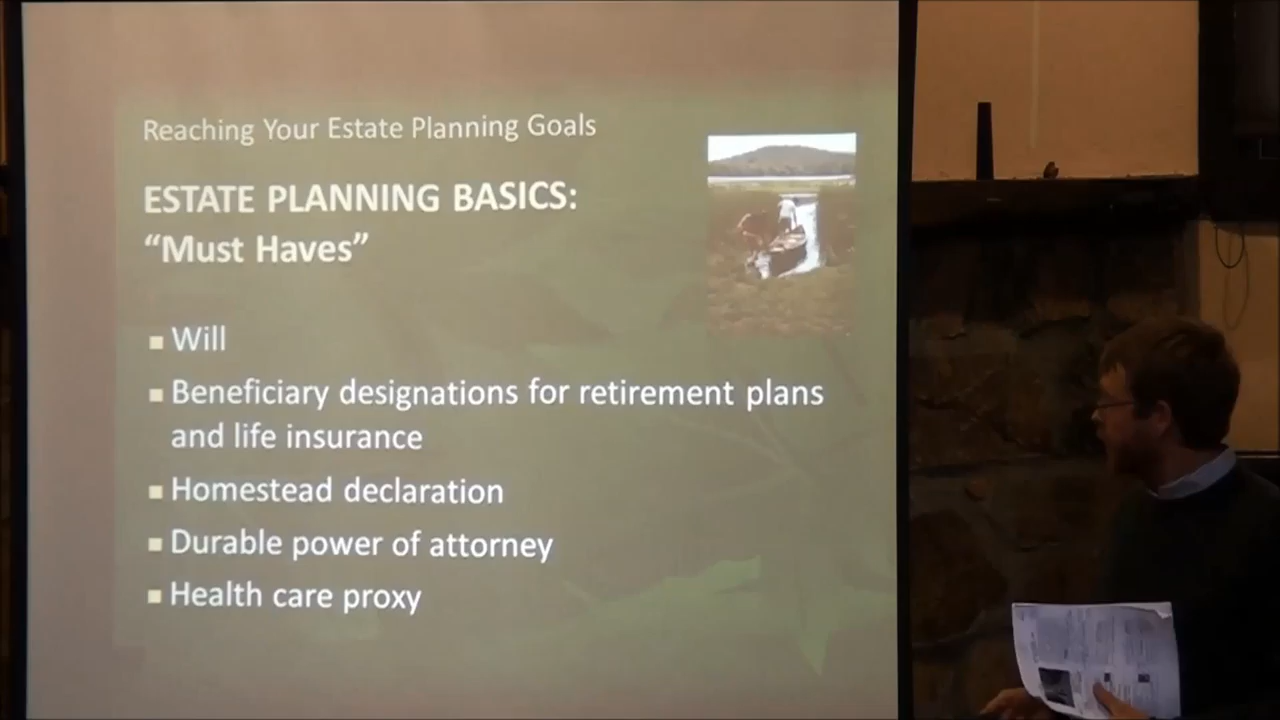 Reaching Your Estate Planning Goals
ESTATE PLANNING BASICS:
“Must Haves”
▪ Will
▪ Beneficiary designations for retirement plans
and life insurance
▪ Homestead declaration
▪ Durable power of attorney
▪ Health care proxy